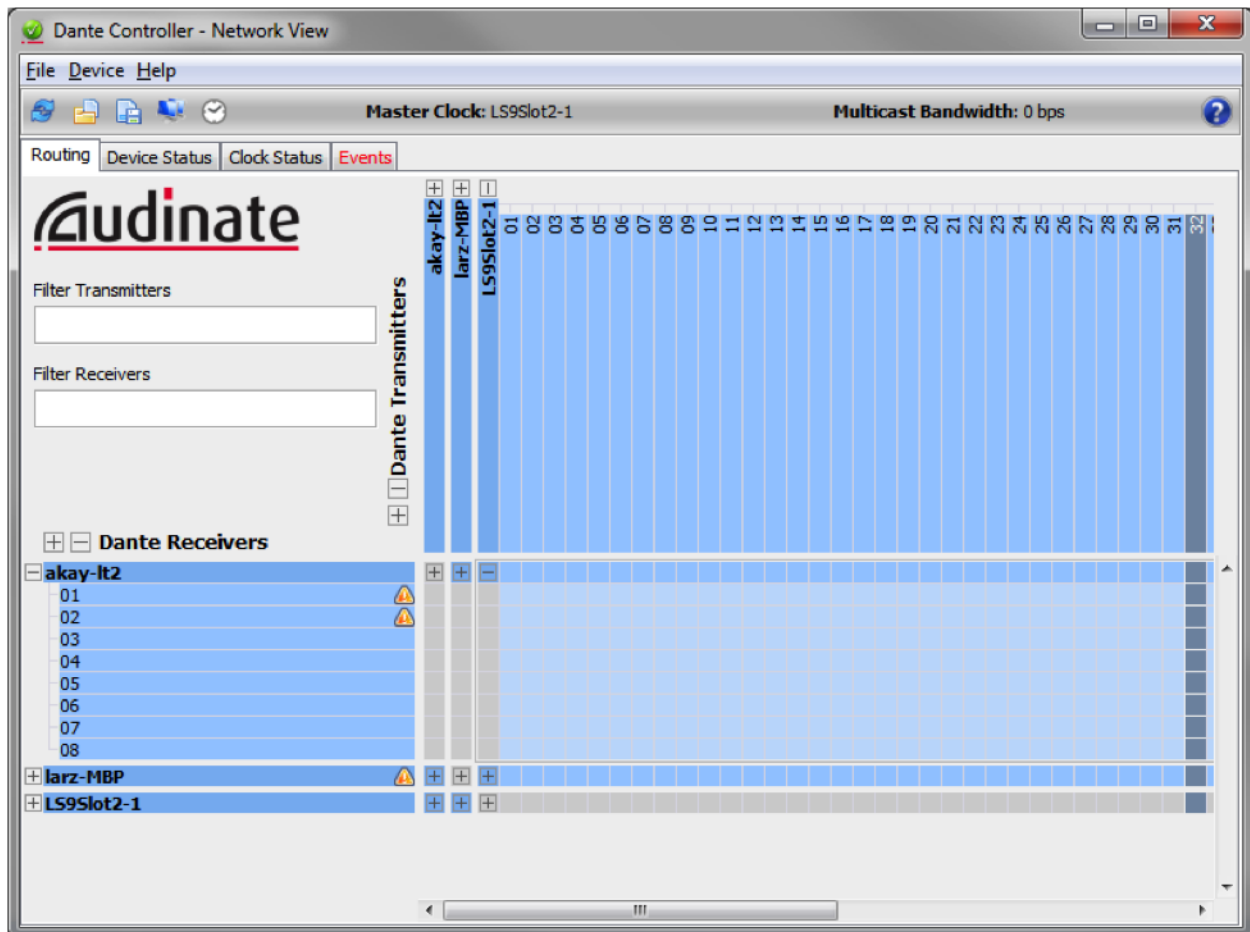 Dante Controller - Network View
File Device Help
Master Clock: LS9Slot2-1 Multicast Bandwidth: 0 bps
Routing Device Status Clock Status Events
Audinate
Filter Transmitters
Filter Receivers
Dante Transmitters
akay-lt2
larz-MBP
LS9Slot2-1
01 02 03 04 05 06 07 08 09 10 11 12 13 14 15 16 17 18 19 20 21 22 23 24 25 26 27 28 29 30 31 32
Dante Receivers
akay-lt2
01
02
03
04
05
06
07
08
larz-MBP
LS9Slot2-1